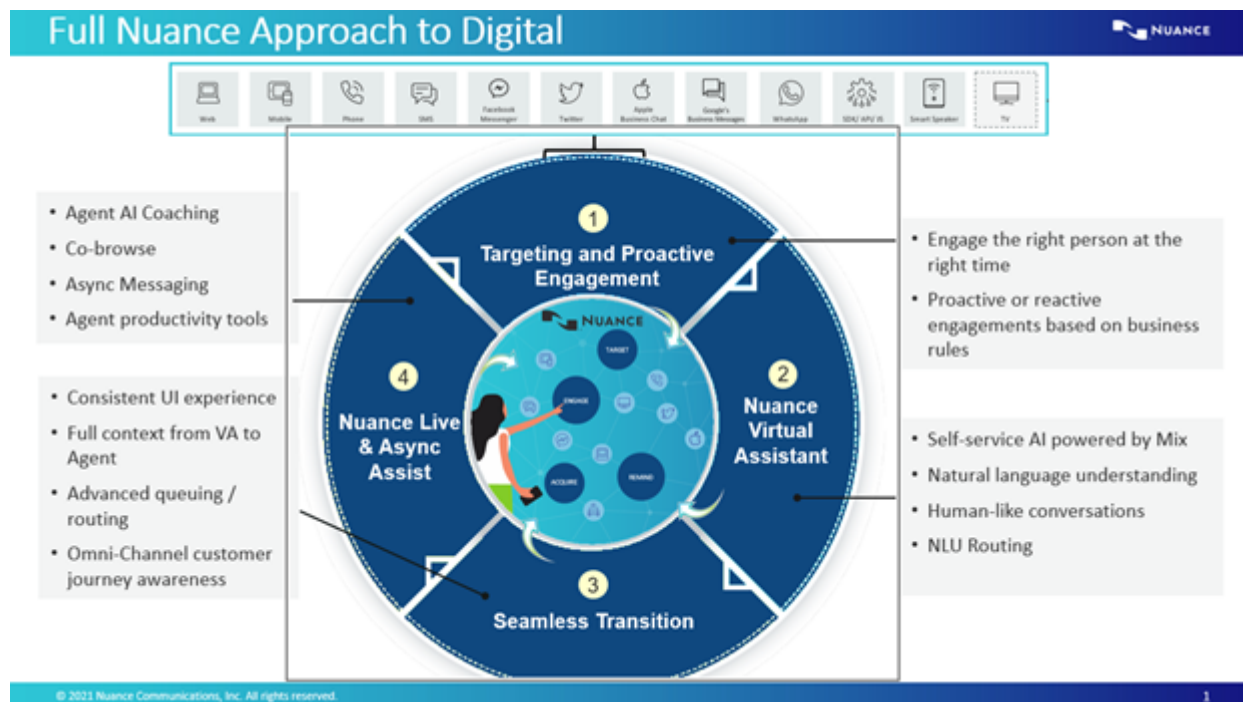 Full Nuance Approach to Digital
NUANCE
Web
Mobile
Phone
SMS
Facebook
Messenger
Twitter
Apple
Business Chat
Google's
Business Messages
WhatsApp
SDK/ API/ JS
Smart Speaker
TV
• Agent AI Coaching
• Co-browse
• Async Messaging
• Agent productivity tools
• Consistent UI experience
• Full context from VA to
Agent
• Advanced queuing /
routing
• Omni-Channel customer
journey awareness
1
Targeting and Proactive
Engagement
NUANCE
TARGET
ENGAGE
ACQUIRE
REMIND
2
Nuance
Virtual
Assistant
3
Seamless Transition
4
Nuance Live
& Async
Assist
• Engage the right person at the
right time
• Proactive or reactive
engagements based on business
rules
• Self-service AI powered by Mix
• Natural language understanding
• Human-like conversations
• NLU Routing
© 2021 Nuance Communications, Inc. All rights reserved.
1